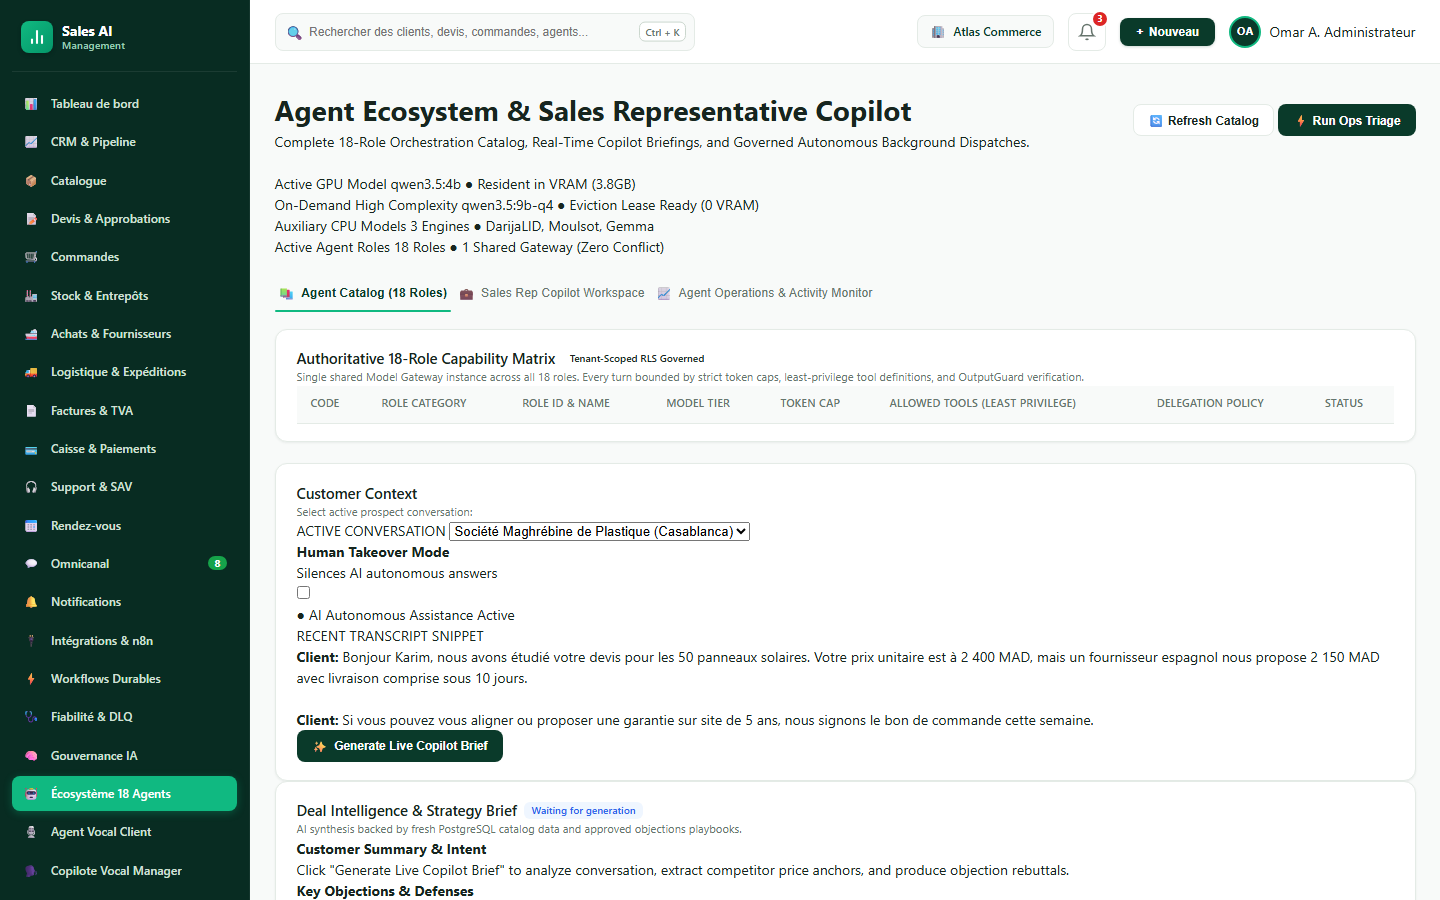 Sales AI
Management
Tableau de bord
CRM & Pipeline
Catalogue
Devis & Approbations
Commandes
Stock & Entrepôts
Achats & Fournisseurs
Logistique & Expéditions
Factures & TVA
Caisse & Paiements
Support & SAV
Rendez-vous
Omnicanal 8
Notifications
Intégrations & n8n
Workflows Durables
Fiabilité & DLQ
Gouvernance IA
Écosystème 18 Agents
Agent Vocal Client
Copilote Vocal Manager
Rechercher des clients, devis, commandes, agents... Ctrl + K
Atlas Commerce
3
+ Nouveau
OA Omar A. Administrateur
Agent Ecosystem & Sales Representative Copilot
Complete 18-Role Orchestration Catalog, Real-Time Copilot Briefings, and Governed Autonomous Background Dispatches.
Refresh Catalog
Run Ops Triage
Active GPU Model qwen3.5:4b ● Resident in VRAM (3.8GB)
On-Demand High Complexity qwen3.5:9b-q4 ● Eviction Lease Ready (0 VRAM)
Auxiliary CPU Models 3 Engines ● DarijaLID, Moulsot, Gemma
Active Agent Roles 18 Roles ● 1 Shared Gateway (Zero Conflict)
Agent Catalog (18 Roles) Sales Rep Copilot Workspace Agent Operations & Activity Monitor
Authoritative 18-Role Capability Matrix Tenant-Scoped RLS Governed
Single shared Model Gateway instance across all 18 roles. Every turn bounded by strict token caps, least-privilege tool definitions, and OutputGuard verification.
CODE ROLE CATEGORY ROLE ID & NAME MODEL TIER TOKEN CAP ALLOWED TOOLS (LEAST PRIVILEGE) DELEGATION POLICY STATUS
Customer Context
Select active prospect conversation:
ACTIVE CONVERSATION Société Maghrébine de Plastique (Casablanca)
Human Takeover Mode
Silences AI autonomous answers
● AI Autonomous Assistance Active
RECENT TRANSCRIPT SNIPPET
Client: Bonjour Karim, nous avons étudié votre devis pour les 50 panneaux solaires. Votre prix unitaire est à 2 400 MAD, mais un fournisseur espagnol nous propose 2 150 MAD
avec livraison comprise sous 10 jours.
Client: Si vous pouvez vous aligner ou proposer une garantie sur site de 5 ans, nous signons le bon de commande cette semaine.
Generate Live Copilot Brief
Deal Intelligence & Strategy Brief Waiting for generation
AI synthesis backed by fresh PostgreSQL catalog data and approved objections playbooks.
Customer Summary & Intent
Click "Generate Live Copilot Brief" to analyze conversation, extract competitor price anchors, and produce objection rebuttals.
Key Objections & Defenses